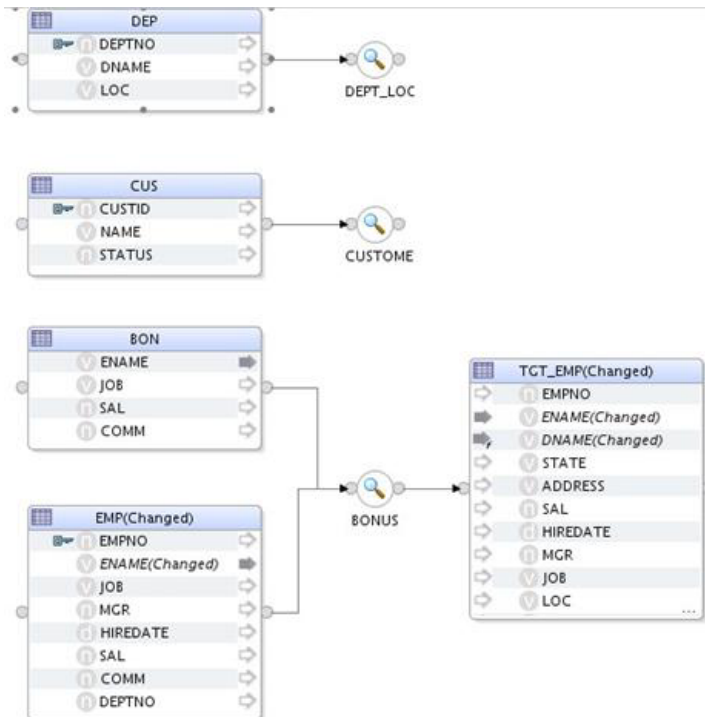 DEP
n DEPTNO
v DNAME
v LOC
DEPT_LOC
CUS
n CUSTID
v NAME
n STATUS
CUSTOME
BON
v ENAME
v JOB
n SAL
n COMM
EMP(Changed)
n EMPNO
v ENAME(Changed)
v JOB
n MGR
d HIREDATE
n SAL
n COMM
n DEPTNO
BONUS
TGT_EMP(Changed)
n EMPNO
v ENAME(Changed)
v DNAME(Changed)
v STATE
v ADDRESS
n SAL
d HIREDATE
n MGR
v JOB
v LOC
...